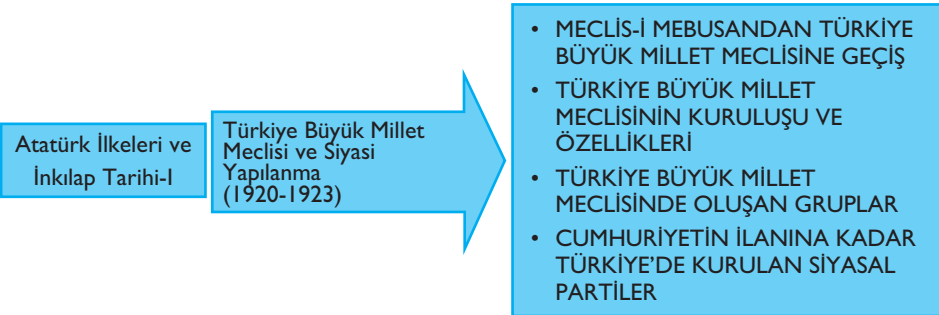 Atatürk İlkeleri ve
İnkılap Tarihi-I
Türkiye Büyük Millet
Meclisi ve Siyasi
Yapılanma
(1920-1923)
• MECLİS-İ MEBUSANDAN TÜRKİYE
BÜYÜK MİLLET MECLİSİNE GEÇİŞ
• TÜRKİYE BÜYÜK MİLLET
MECLİSİNİN KURULUŞU VE
ÖZELLİKLERİ
• TÜRKİYE BÜYÜK MİLLET
MECLİSİNDE OLUŞAN GRUPLAR
• CUMHURİYETİN İLANINA KADAR
TÜRKİYE’DE KURULAN SİYASAL
PARTİLER